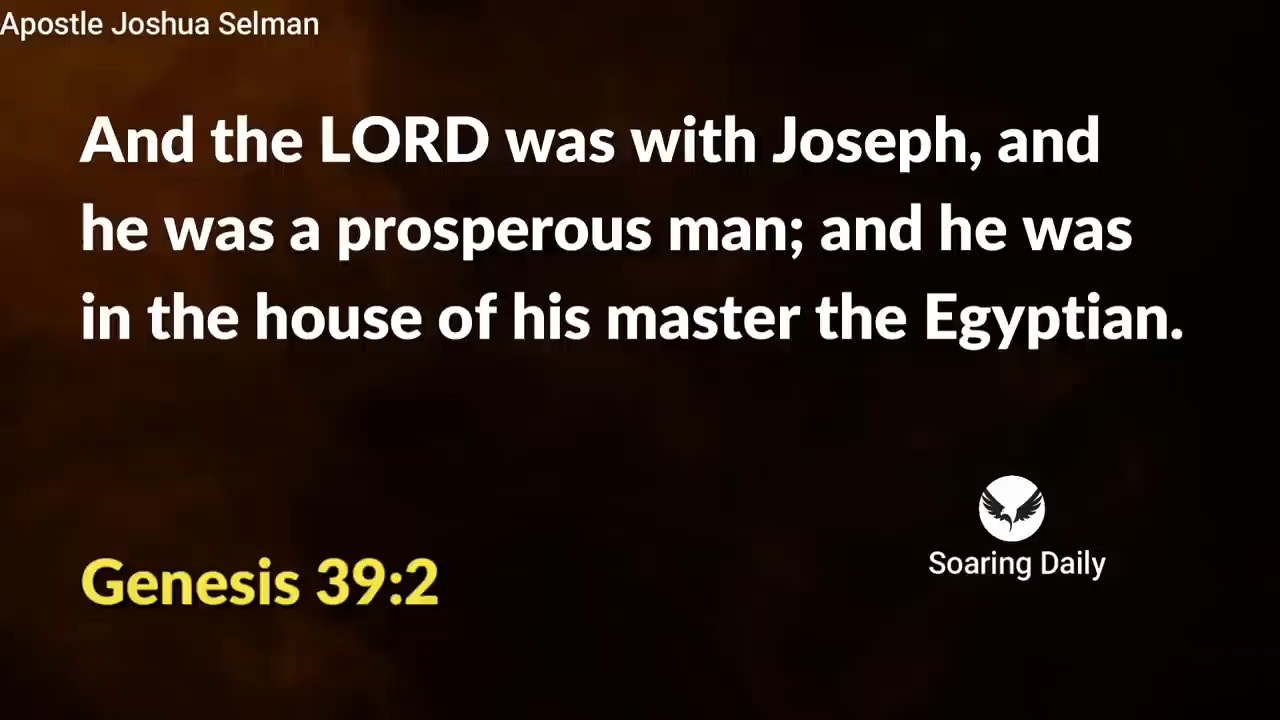 Apostle Joshua Selman
And the LORD was with Joseph, and
he was a prosperous man; and he was
in the house of his master the Egyptian.
Genesis 39:2
Soaring Daily